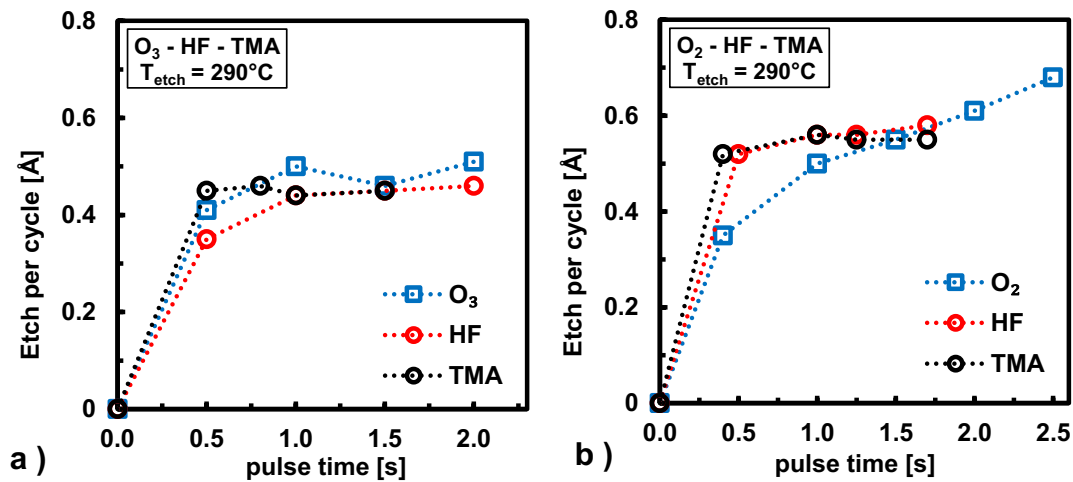 O₃ - HF - TMA
T_etch = 290°C
Etch per cycle [Å]
0.8
0.6
0.4
0.2
0
O₃
HF
TMA
0.0 0.5 1.0 1.5 2.0
pulse time [s]
a )
O₂ - HF - TMA
T_etch = 290°C
Etch per cycle [Å]
0.8
0.6
0.4
0.2
0
O₂
HF
TMA
0.0 0.5 1.0 1.5 2.0 2.5
pulse time [s]
b )